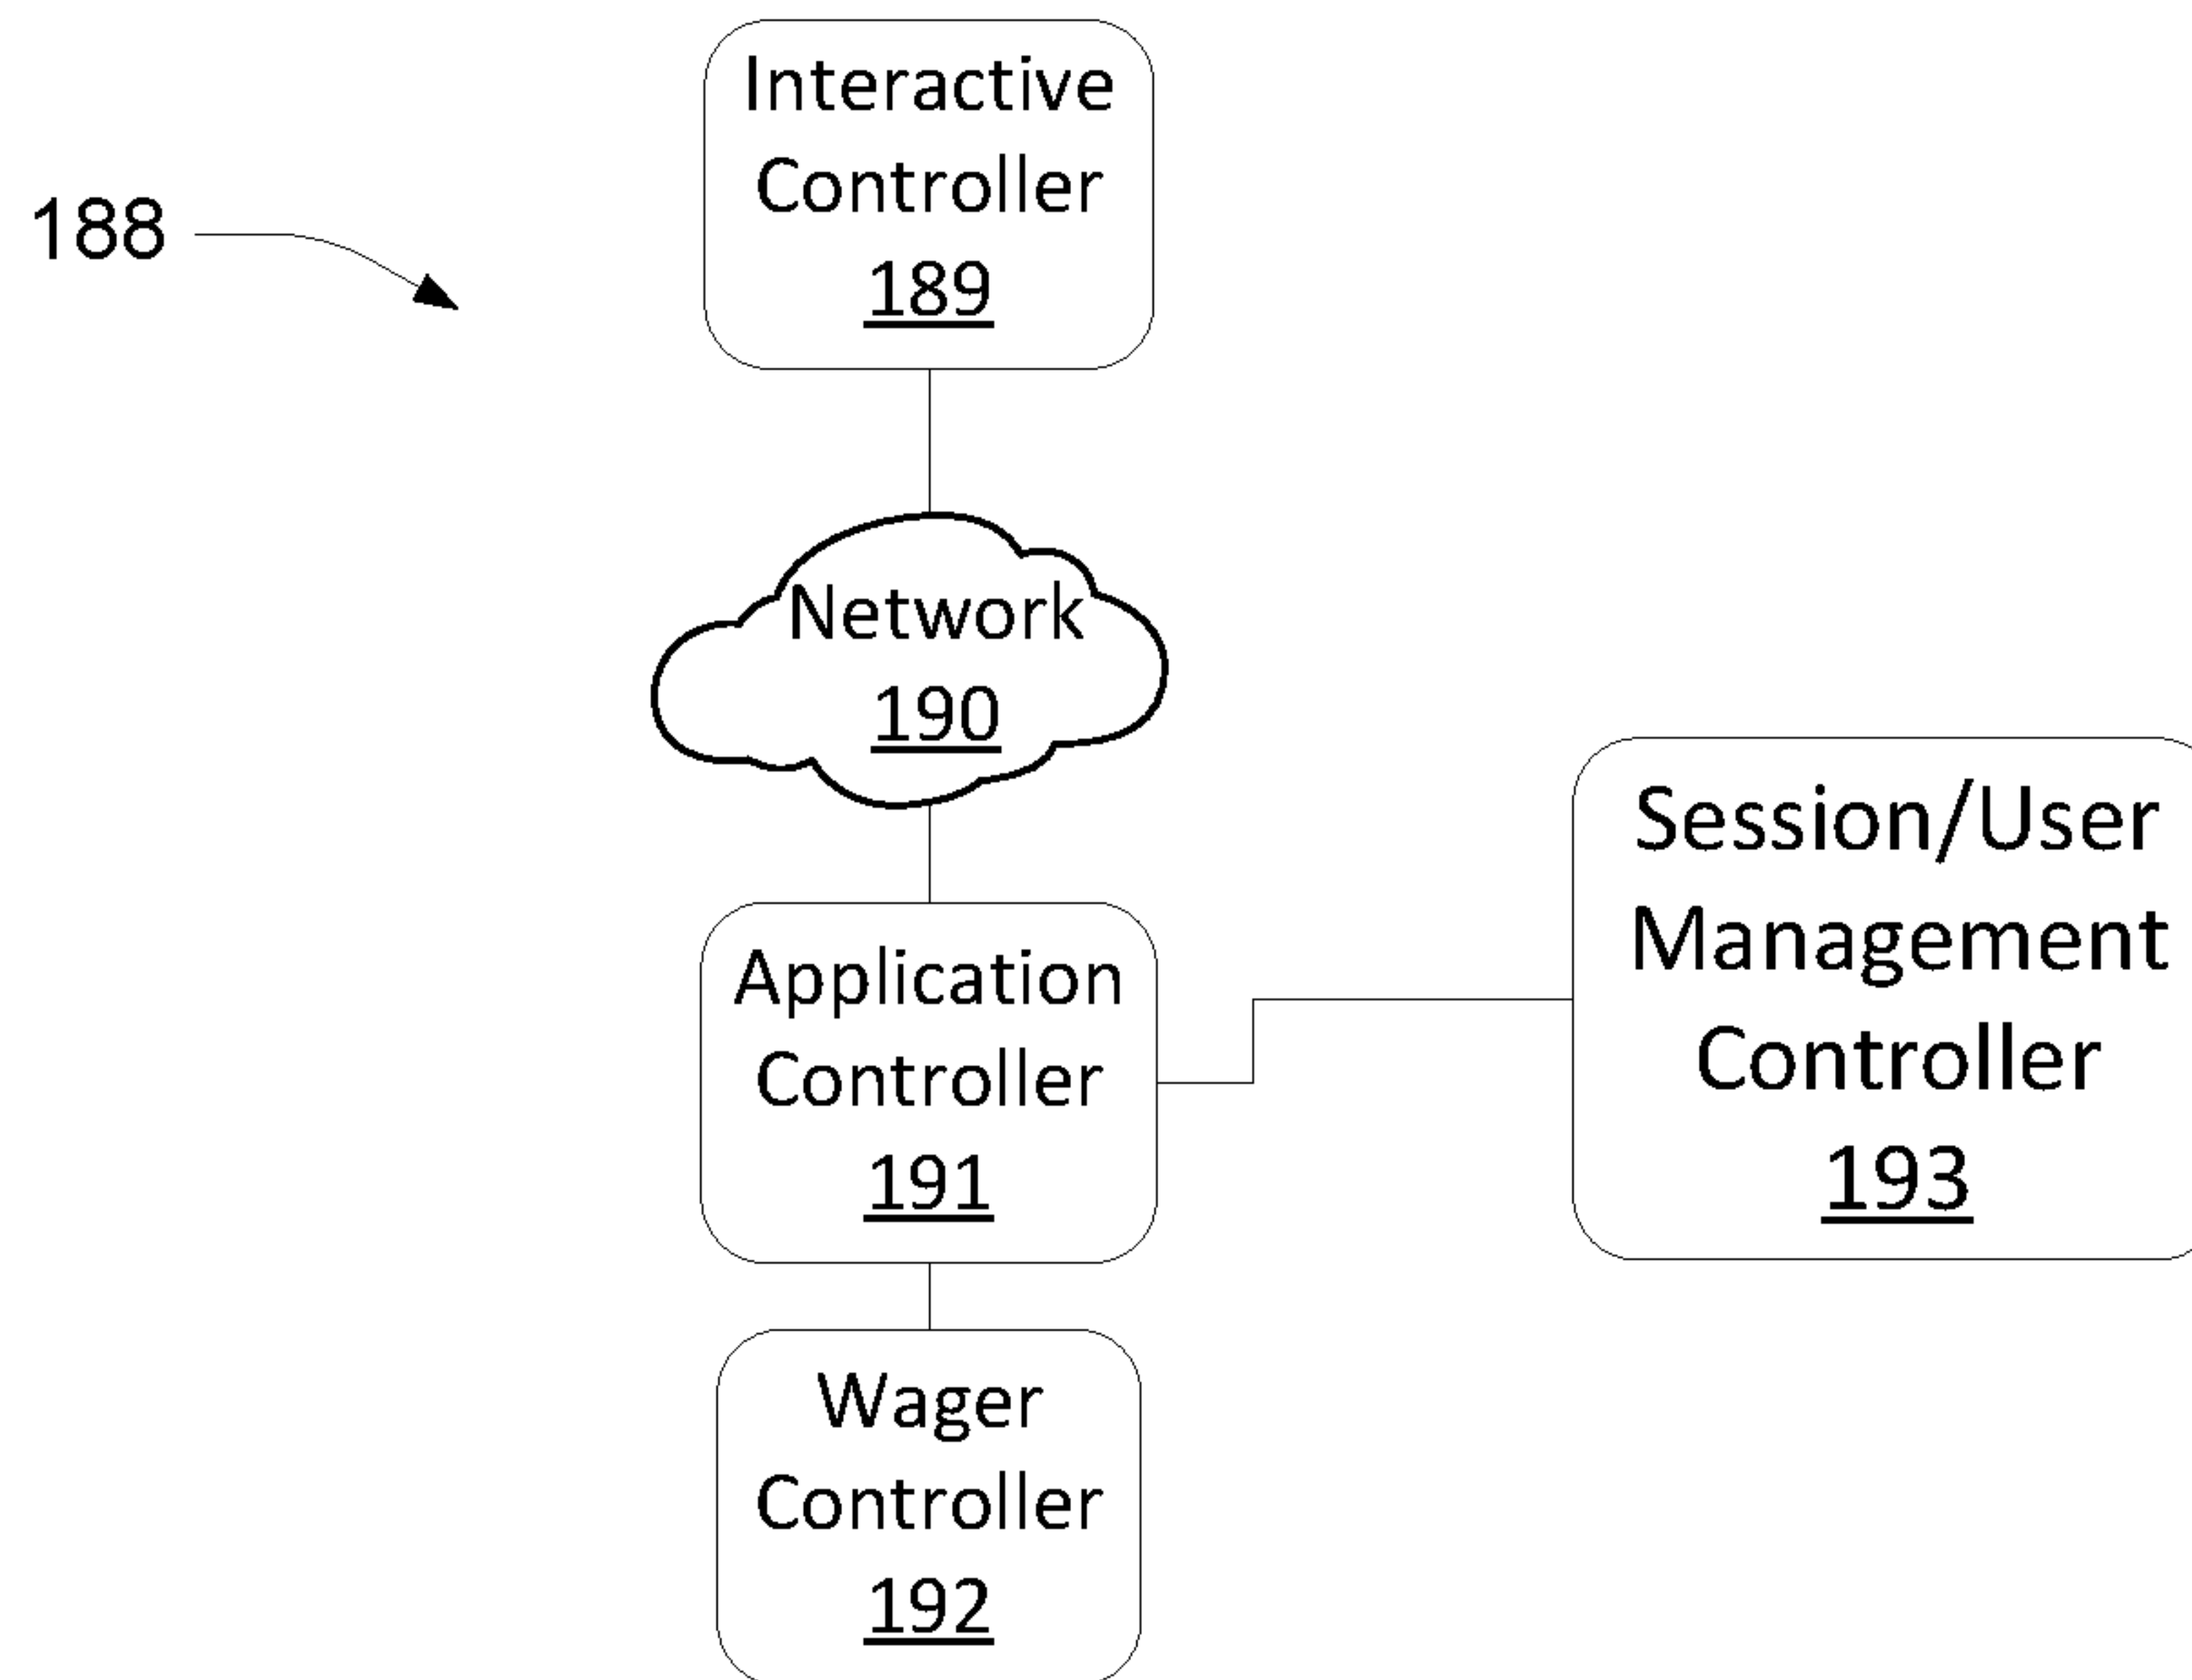 188
Interactive
Controller
189
Network
190
Application
Controller
191
Wager
Controller
192
Session/User
Management
Controller
193